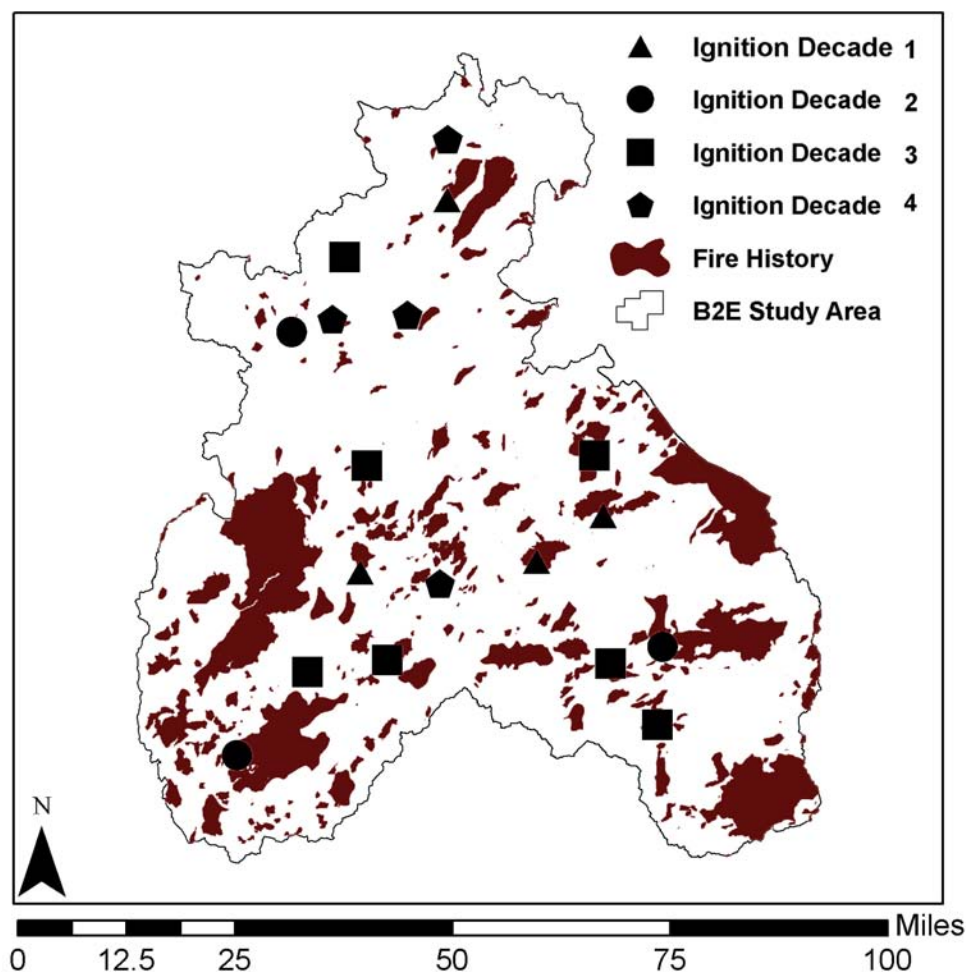 Ignition Decade 1
Ignition Decade 2
Ignition Decade 3
Ignition Decade 4
Fire History
B2E Study Area
N
Miles
0 12.5 25 50 75 100